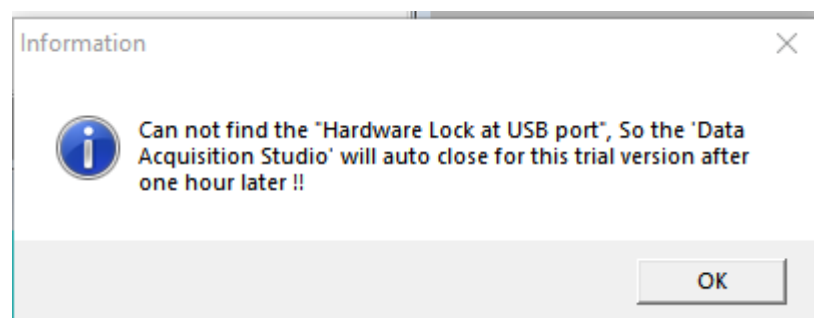 Information
Can not find the "Hardware Lock at USB port", So the 'Data
Acquisition Studio' will auto close for this trial version after
one hour later !!
OK